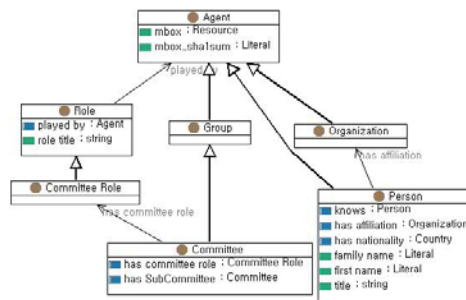 Agent
mbox : Resource
mbox_sha1sum : Literal
played by
Role
played by : Agent
role title : string
Group
Organization
has affiliation
Committee Role
has committee role
Person
knows : Person
has affiliation : Organization
has nationality : Country
family name : Literal
first name : Literal
title : string
Committee
has committee role : Committee Role
has SubCommittee : Committee